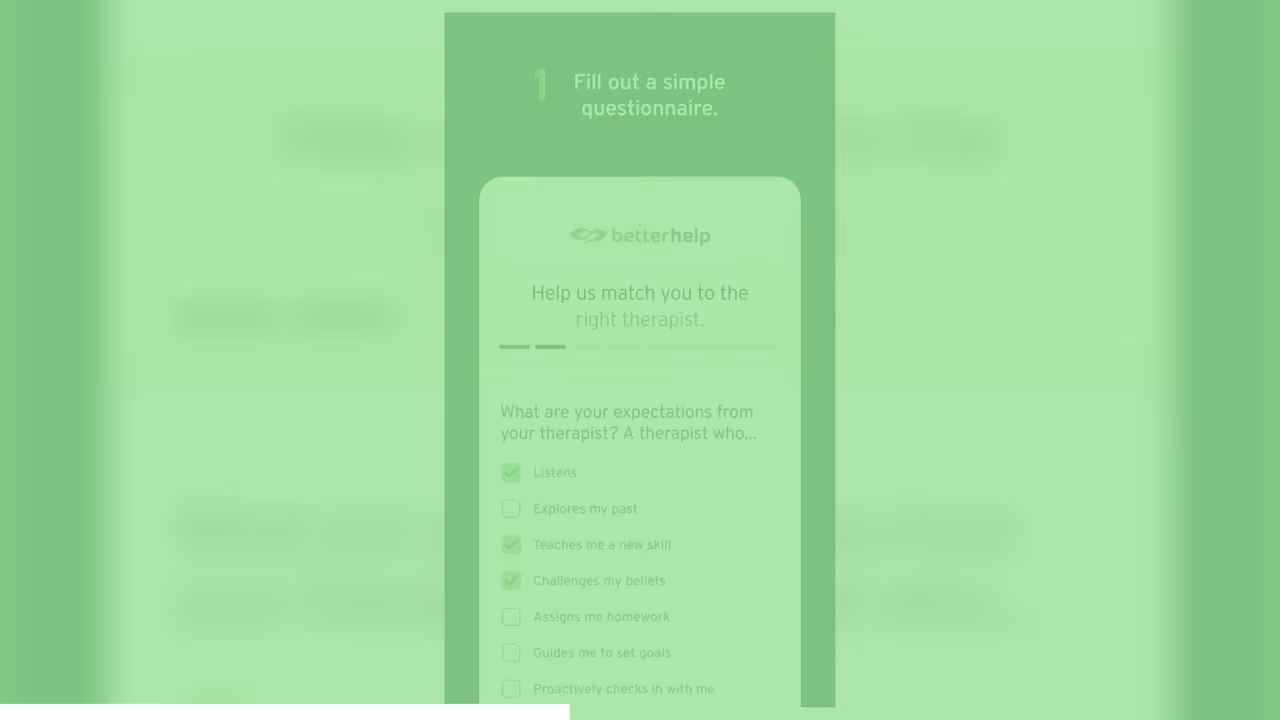 1 Fill out a simple
questionnaire.
betterhelp
Help us match you to the
right therapist.
What are your expectations from
your therapist? A therapist who...
Listens
Explores my past
Teaches me a new skill
Challenges my beliefs
Assigns me homework
Guides me to set goals
Proactively checks in with me